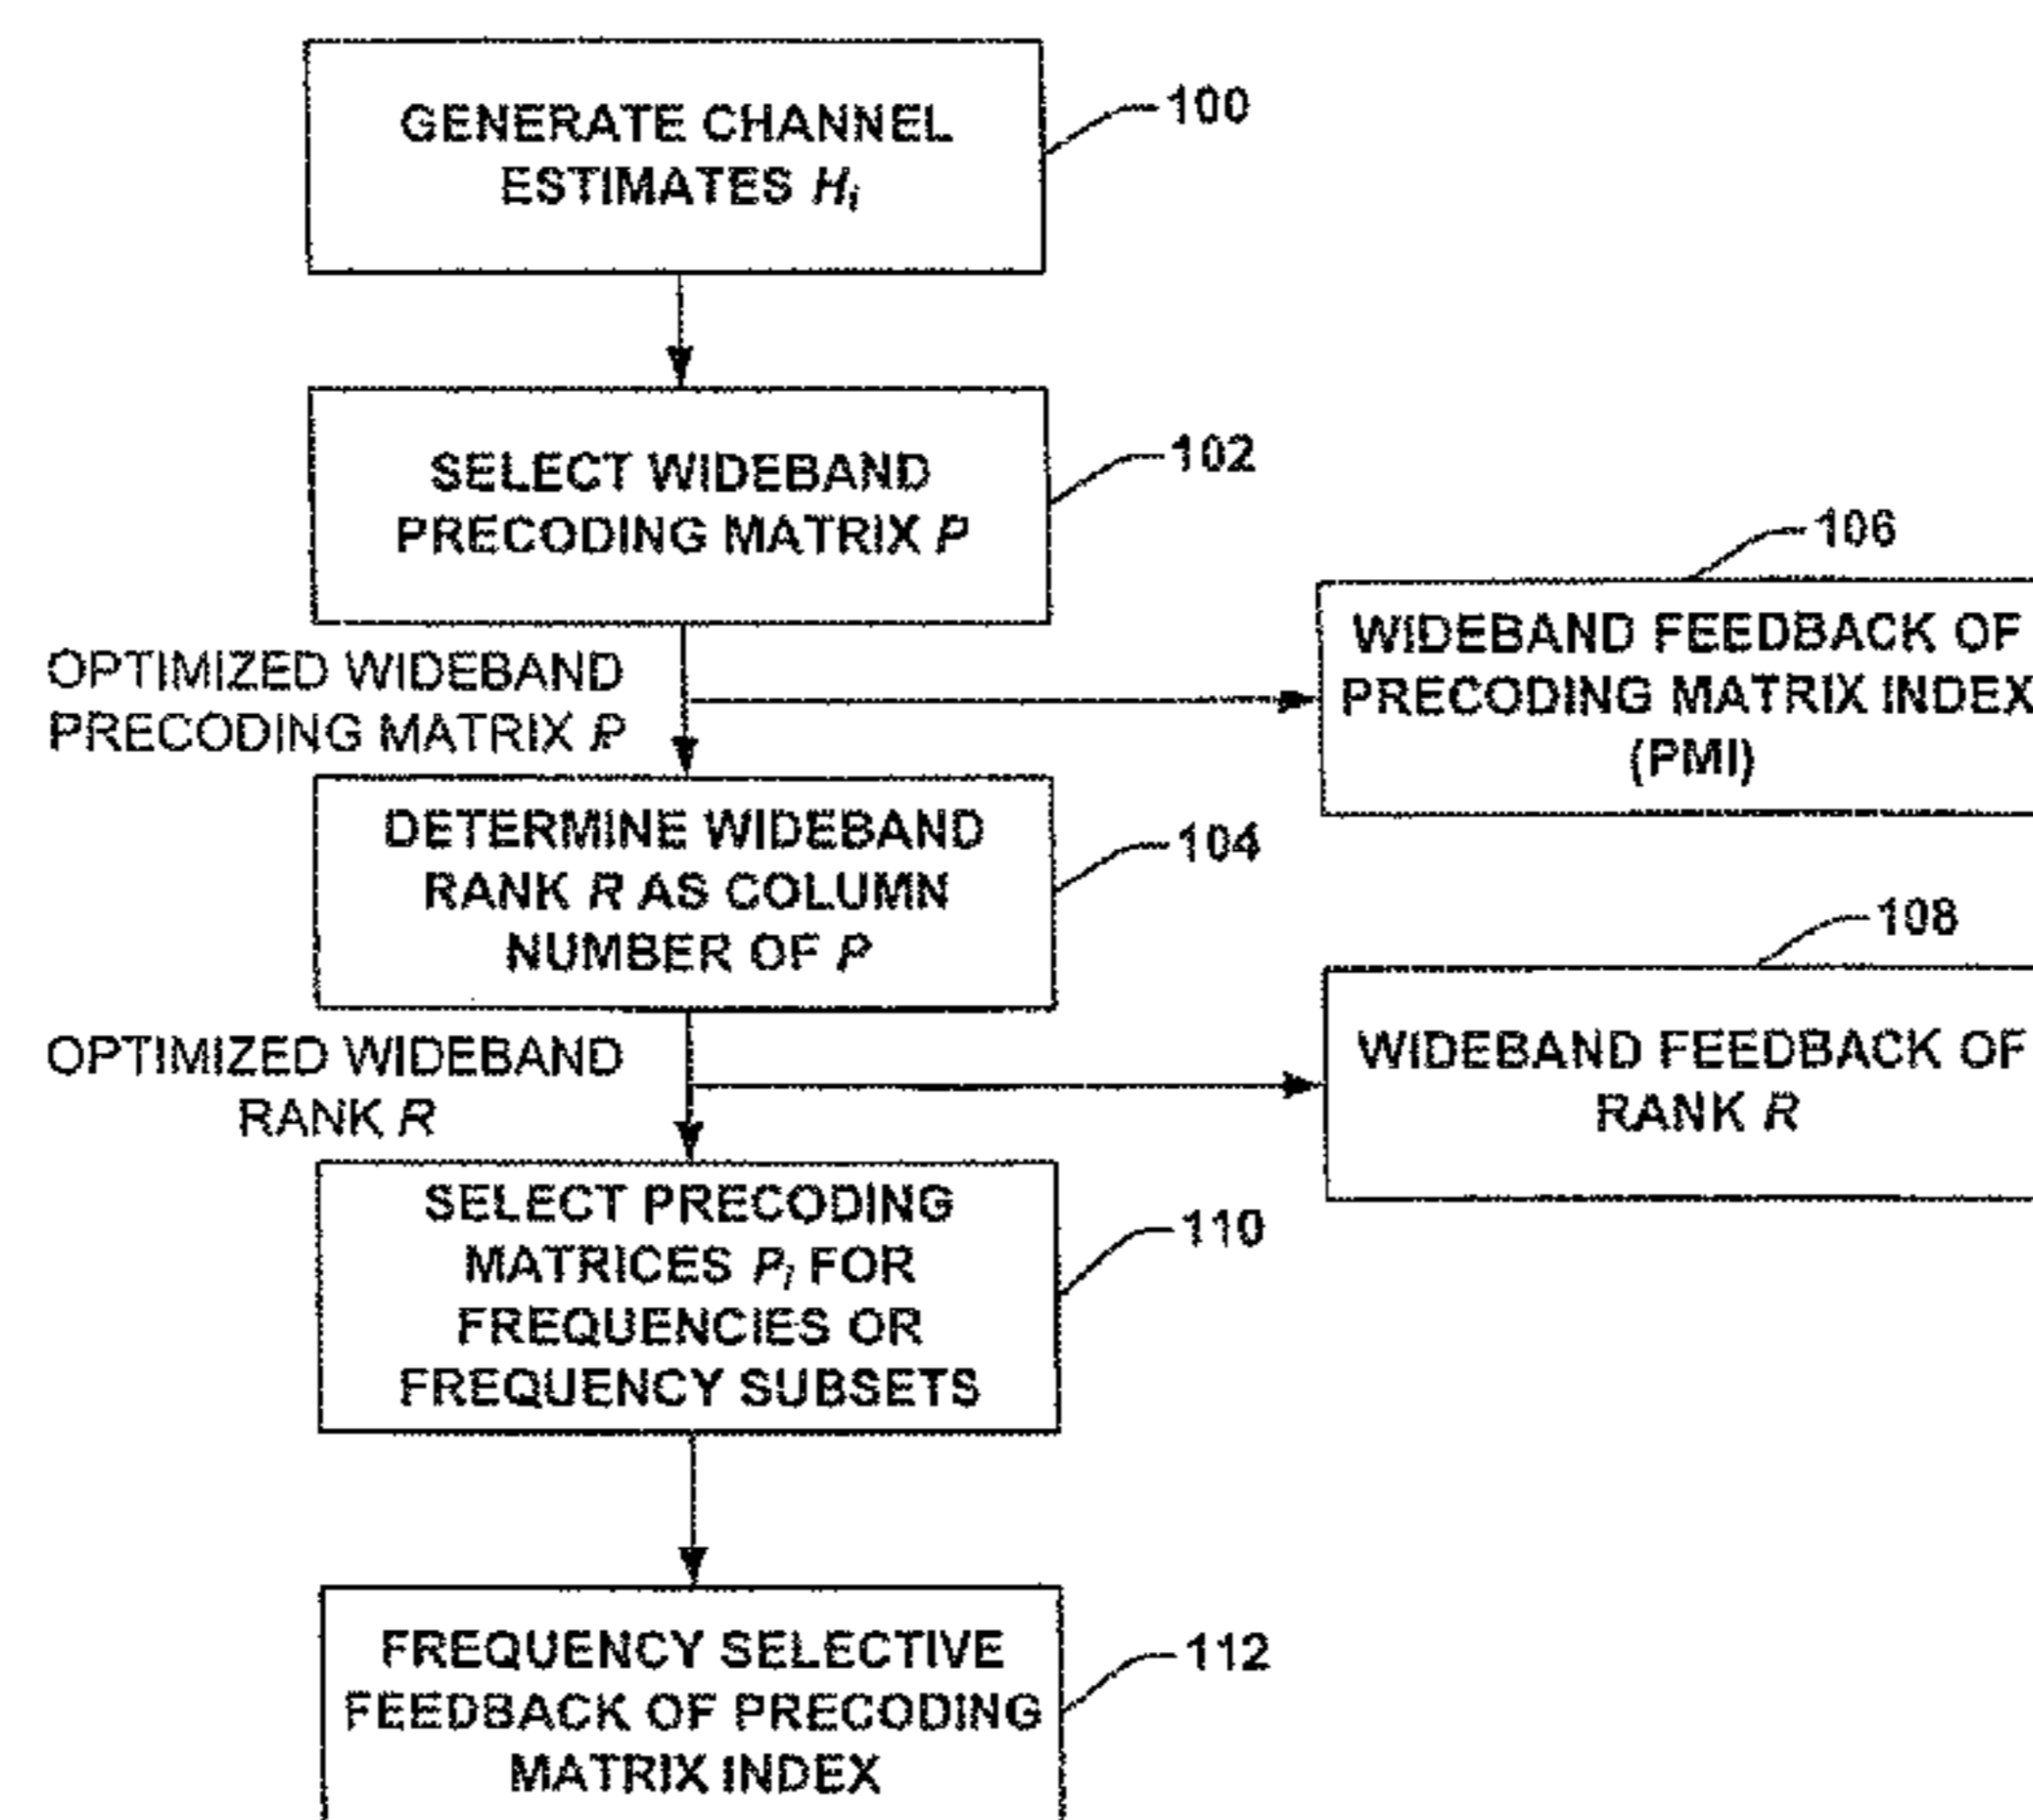 GENERATE CHANNEL
ESTIMATES Hi
100
SELECT WIDEBAND
PRECODING MATRIX P
102
OPTIMIZED WIDEBAND
PRECODING MATRIX P
106
WIDEBAND FEEDBACK OF
PRECODING MATRIX INDEX
(PMI)
DETERMINE WIDEBAND
RANK R AS COLUMN
NUMBER OF P
104
OPTIMIZED WIDEBAND
RANK R
108
WIDEBAND FEEDBACK OF
RANK R
SELECT PRECODING
MATRICES Pi FOR
FREQUENCIES OR
FREQUENCY SUBSETS
110
FREQUENCY SELECTIVE
FEEDBACK OF PRECODING
MATRIX INDEX
112